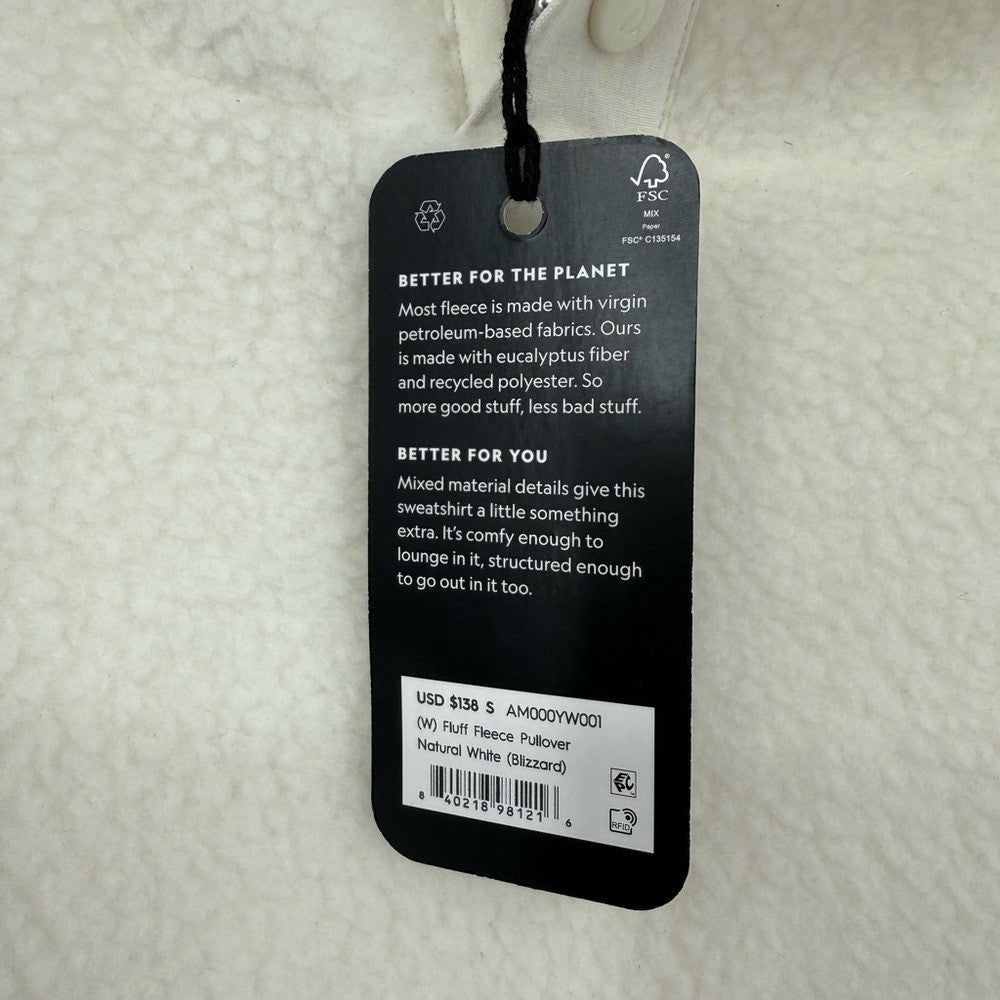 FSC
MIX
Paper
FSC® C135154
BETTER FOR THE PLANET
Most fleece is made with virgin
petroleum-based fabrics. Ours
is made with eucalyptus fiber
and recycled polyester. So
more good stuff, less bad stuff.
BETTER FOR YOU
Mixed material details give this
sweatshirt a little something
extra. It's comfy enough to
lounge in it, structured enough
to go out in it too.
USD $138 S AM000YW001
(W) Fluff Fleece Pullover
Natural White (Blizzard)
8 40218 98121 6
EPC
RFID